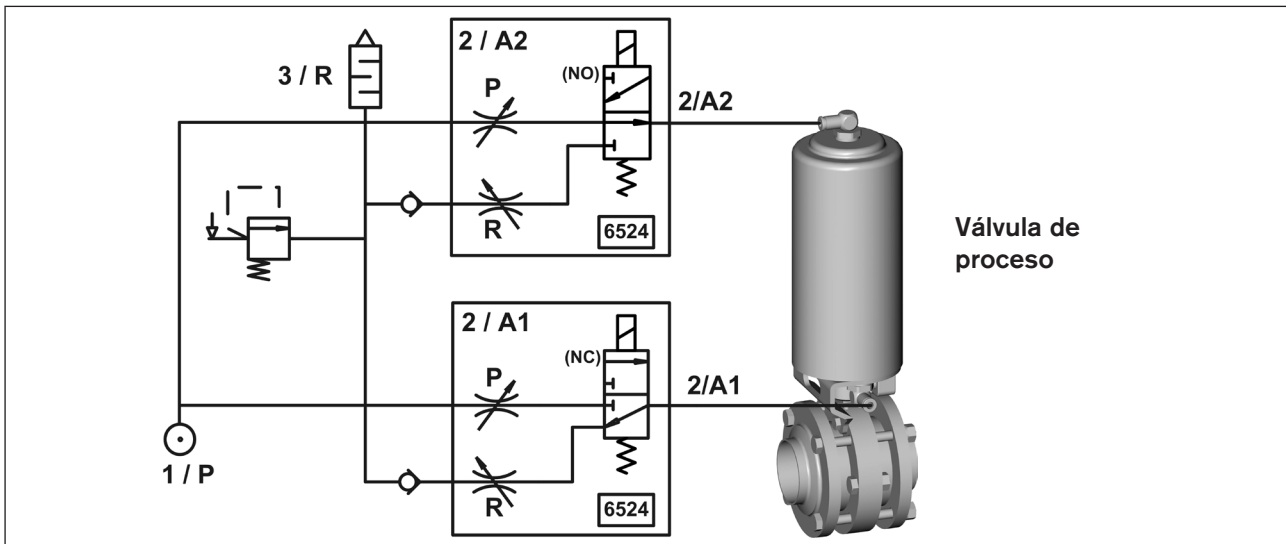 2 / A2
3 / R
(NO)
P
2/A2
R
6524
Válvula de
proceso
2 / A1
(NC)
P
2/A1
1 / P
R
6524